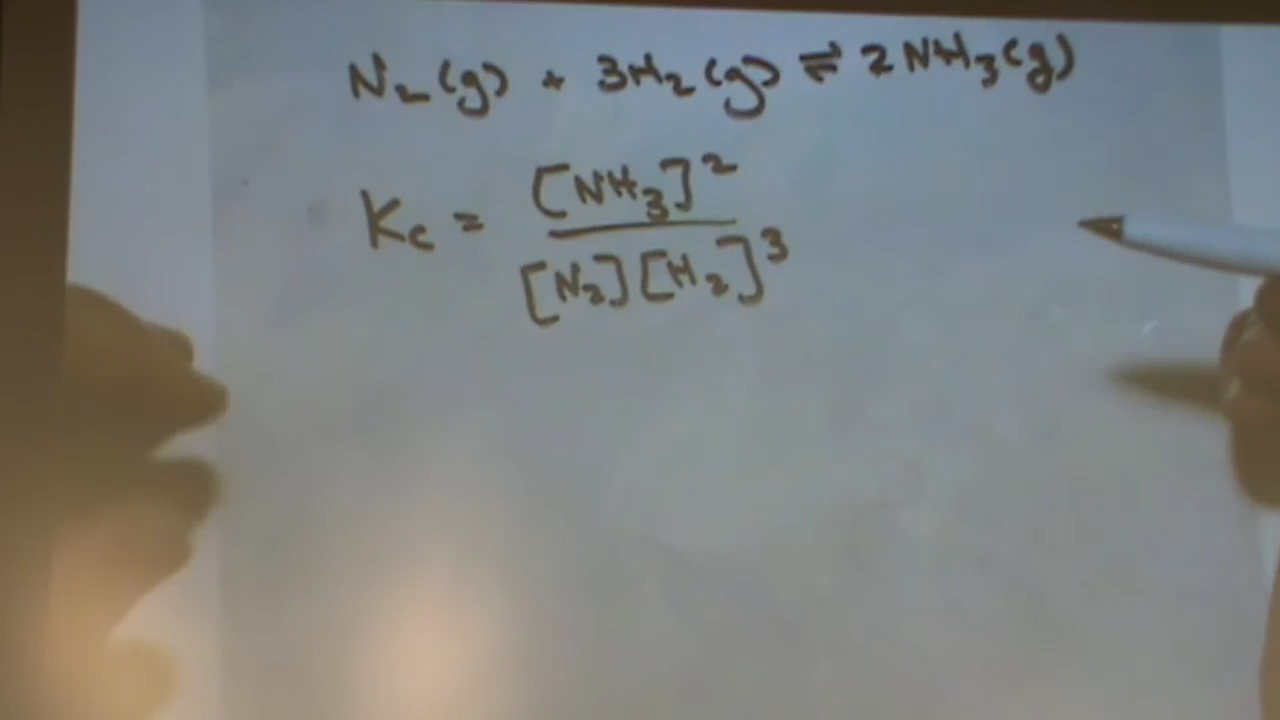 N₂(g) + 3H₂(g) ⇌ 2NH₃(g)
Kc = [NH₃]² / [N₂][H₂]³